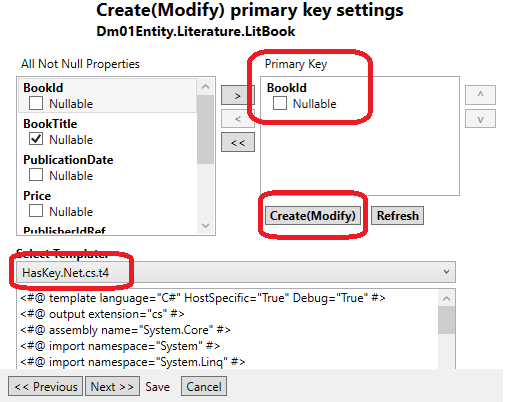 Create(Modify) primary key settings
Dm01Entity.Literature.LitBook
All Not Null Properties
Primary Key
BookId
Nullable
BookTitle
Nullable
PublicationDate
Nullable
Price
Nullable
PublisherIdRef
>
<
<<
BookId
Nullable
^
v
Create(Modify)
Refresh
Select Template:
HasKey.Net.cs.t4
<#@ template language="C#" HostSpecific="True" Debug="True" #>
<#@ output extension="cs" #>
<#@ assembly name="System.Core" #>
<#@ import namespace="System" #>
<#@ import namespace="System.Linq" #>
<< Previous
Next >>
Save
Cancel